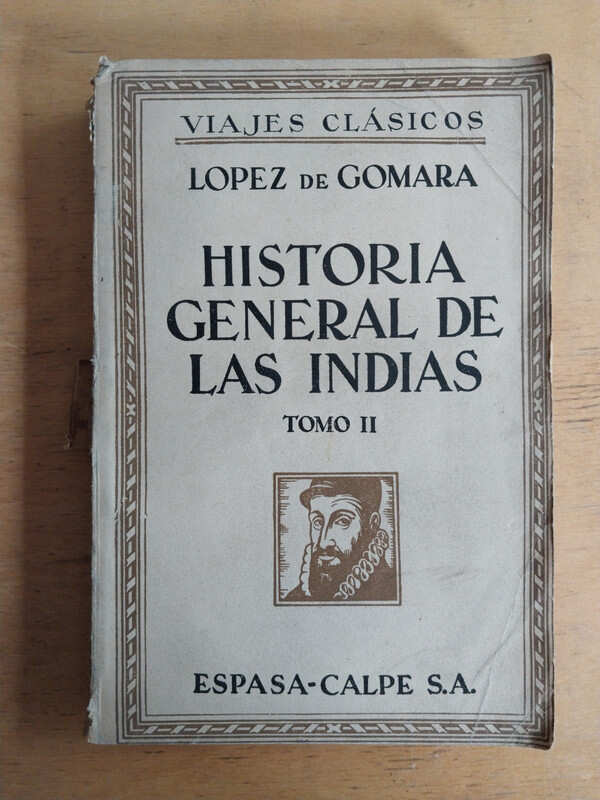 VIAJES CLÁSICOS
LOPEZ DE GOMARA
HISTORIA
GENERAL DE
LAS INDIAS
TOMO II
ESPASA-CALPE S.A.